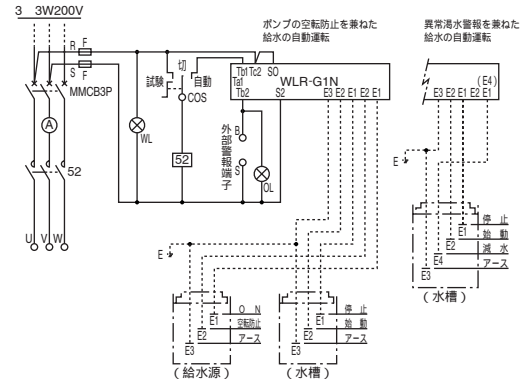 3 3W200V
ポンプの空転防止を兼ねた
給水の自動運転
異常渇水警報を兼ねた
給水の自動運転
R F
S F
MMCB3P
A
52
U V W
WL
試験
切
自動
COS
52
Tb1 Tc2 SO
Ta1
WLR-G1N
Tb2 S2
E3 E2 E1 E2 E1
外部警報端子
B
S
OL
(E4)
E3 E2 E2 E1
E
E1 停止
E2 始動
E4 減水
E3 アース
(水槽)
E
E1 ON
E2 空転防止
E3 アース
(給水源)
E1 停止
E2 始動
E3 アース
(水槽)